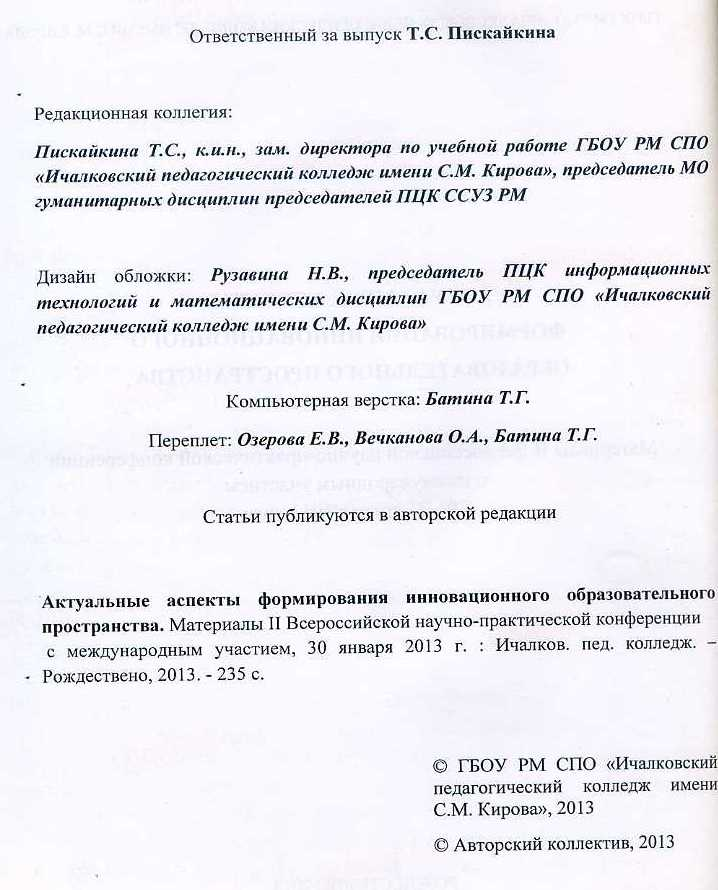 Ответственный за выпуск Т.С. Пискайкина
Редакционная коллегия:
Пискайкина Т.С., к.и.н., зам. директора по учебной работе ГБОУ РМ СПО
«Ичалковский педагогический колледж имени С.М. Кирова», председатель МО
гуманитарных дисциплин председателей ПЦК ССУЗ РМ
Дизайн обложки: Рузавина Н.В., председатель ПЦК информационных
технологий и математических дисциплин ГБОУ РМ СПО «Ичалковский
педагогический колледж имени С.М. Кирова»
Компьютерная верстка: Батина Т.Г.
Переплет: Озерова Е.В., Вечканова О.А., Батина Т.Г.
Статьи публикуются в авторской редакции
Актуальные аспекты формирования инновационного образовательного
пространства. Материалы II Всероссийской научно-практической конференции
с международным участием, 30 января 2013 г. : Ичалков. пед. колледж. –
Рождествено, 2013. - 235 с.
© ГБОУ РМ СПО «Ичалковский
педагогический колледж имени
С.М. Кирова», 2013
© Авторский коллектив, 2013